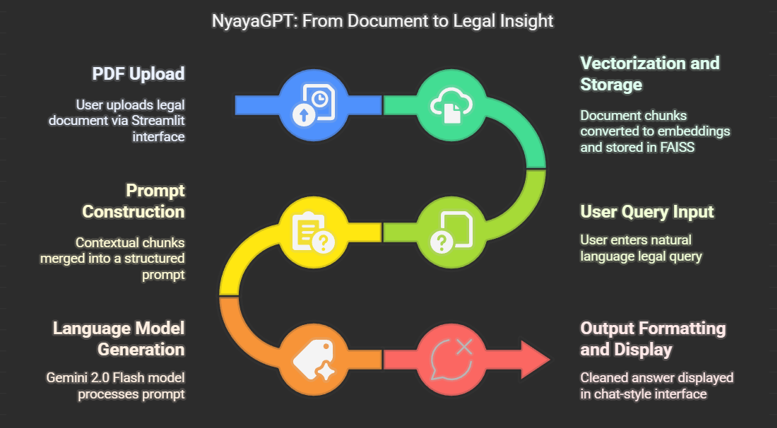 NyayaGPT: From Document to Legal Insight
PDF Upload
User uploads legal
document via Streamlit
interface
Vectorization and
Storage
Document chunks
converted to embeddings
and stored in FAISS
User Query Input
User enters natural
language legal query
Prompt
Construction
Contextual chunks
merged into a structured
prompt
Language Model
Generation
Gemini 2.0 Flash model
processes prompt
Output Formatting
and Display
Cleaned answer displayed
in chat-style interface